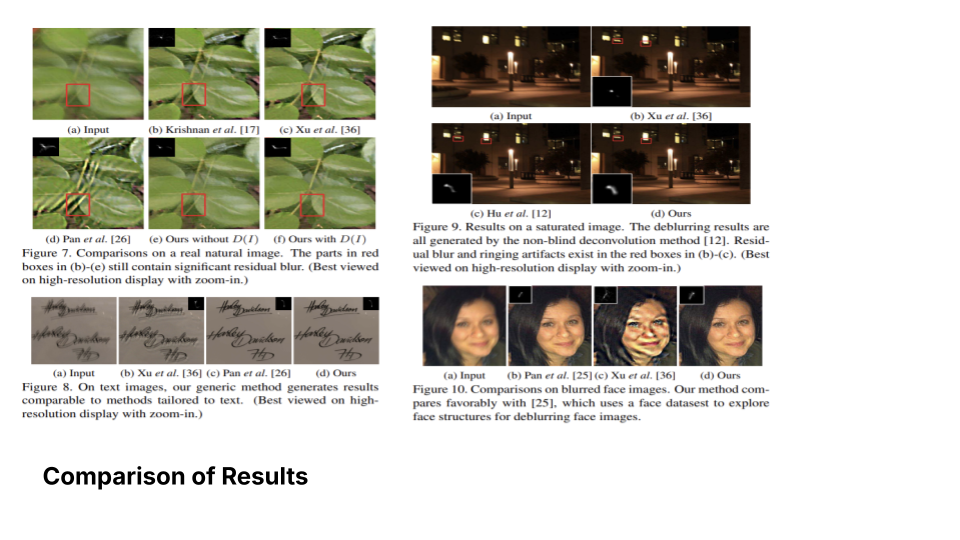 (a) Input
(b) Krishnan et al. [17]
(c) Xu et al. [36]
(d) Pan et al. [26]
(e) Ours without D(I)
(f) Ours with D(I)
Figure 7. Comparisons on a real natural image. The parts in red
boxes in (b)-(e) still contain significant residual blur. (Best viewed
on high-resolution display with zoom-in.)
Harley Davidson
HD
(a) Input
(b) Xu et al. [36]
(c) Pan et al. [26]
(d) Ours
Figure 8. On text images, our generic method generates results
comparable to methods tailored to text. (Best viewed on high-
resolution display with zoom-in.)
(a) Input
(b) Xu et al. [36]
(c) Hu et al. [12]
(d) Ours
Figure 9. Results on a saturated image. The deblurring results are
all generated by the non-blind deconvolution method [12]. Resid-
ual blur and ringing artifacts exist in the red boxes in (b)-(c). (Best
viewed on high-resolution display with zoom-in.)
(a) Input
(b) Pan et al. [25]
(c) Xu et al. [36]
(d) Ours
Figure 10. Comparisons on blurred face images. Our method com-
pares favorably with [25], which uses a face datasest to explore
face structures for deblurring face images.
Comparison of Results